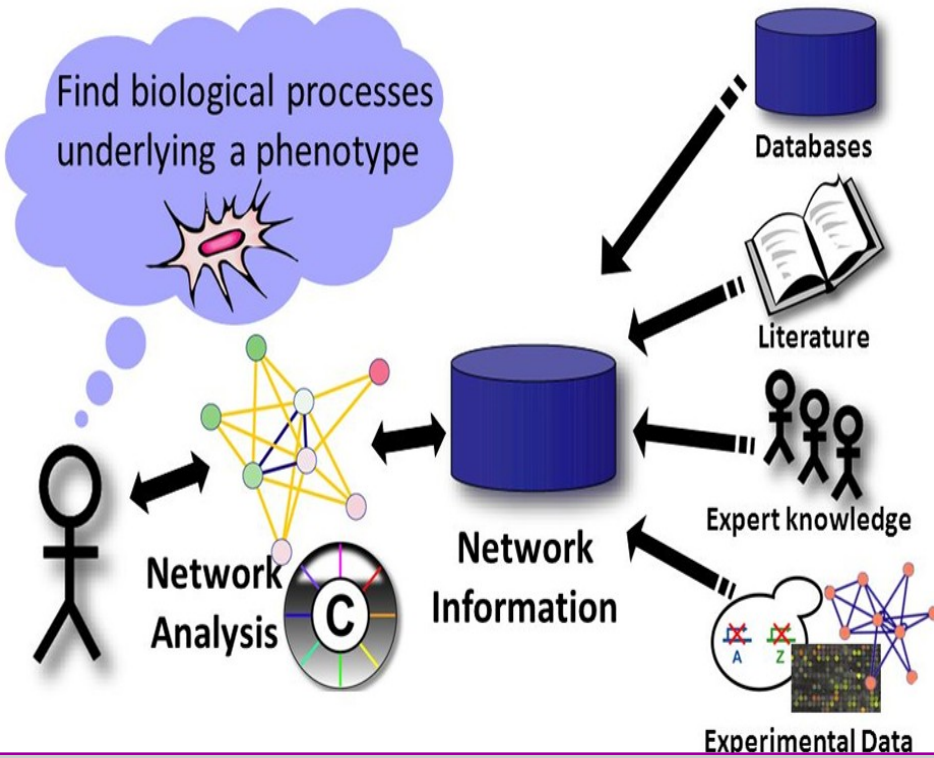 Find biological processes
underlying a phenotype
Databases
Literature
Expert knowledge
Network
Analysis
C
Network
Information
A Z
Experimental Data